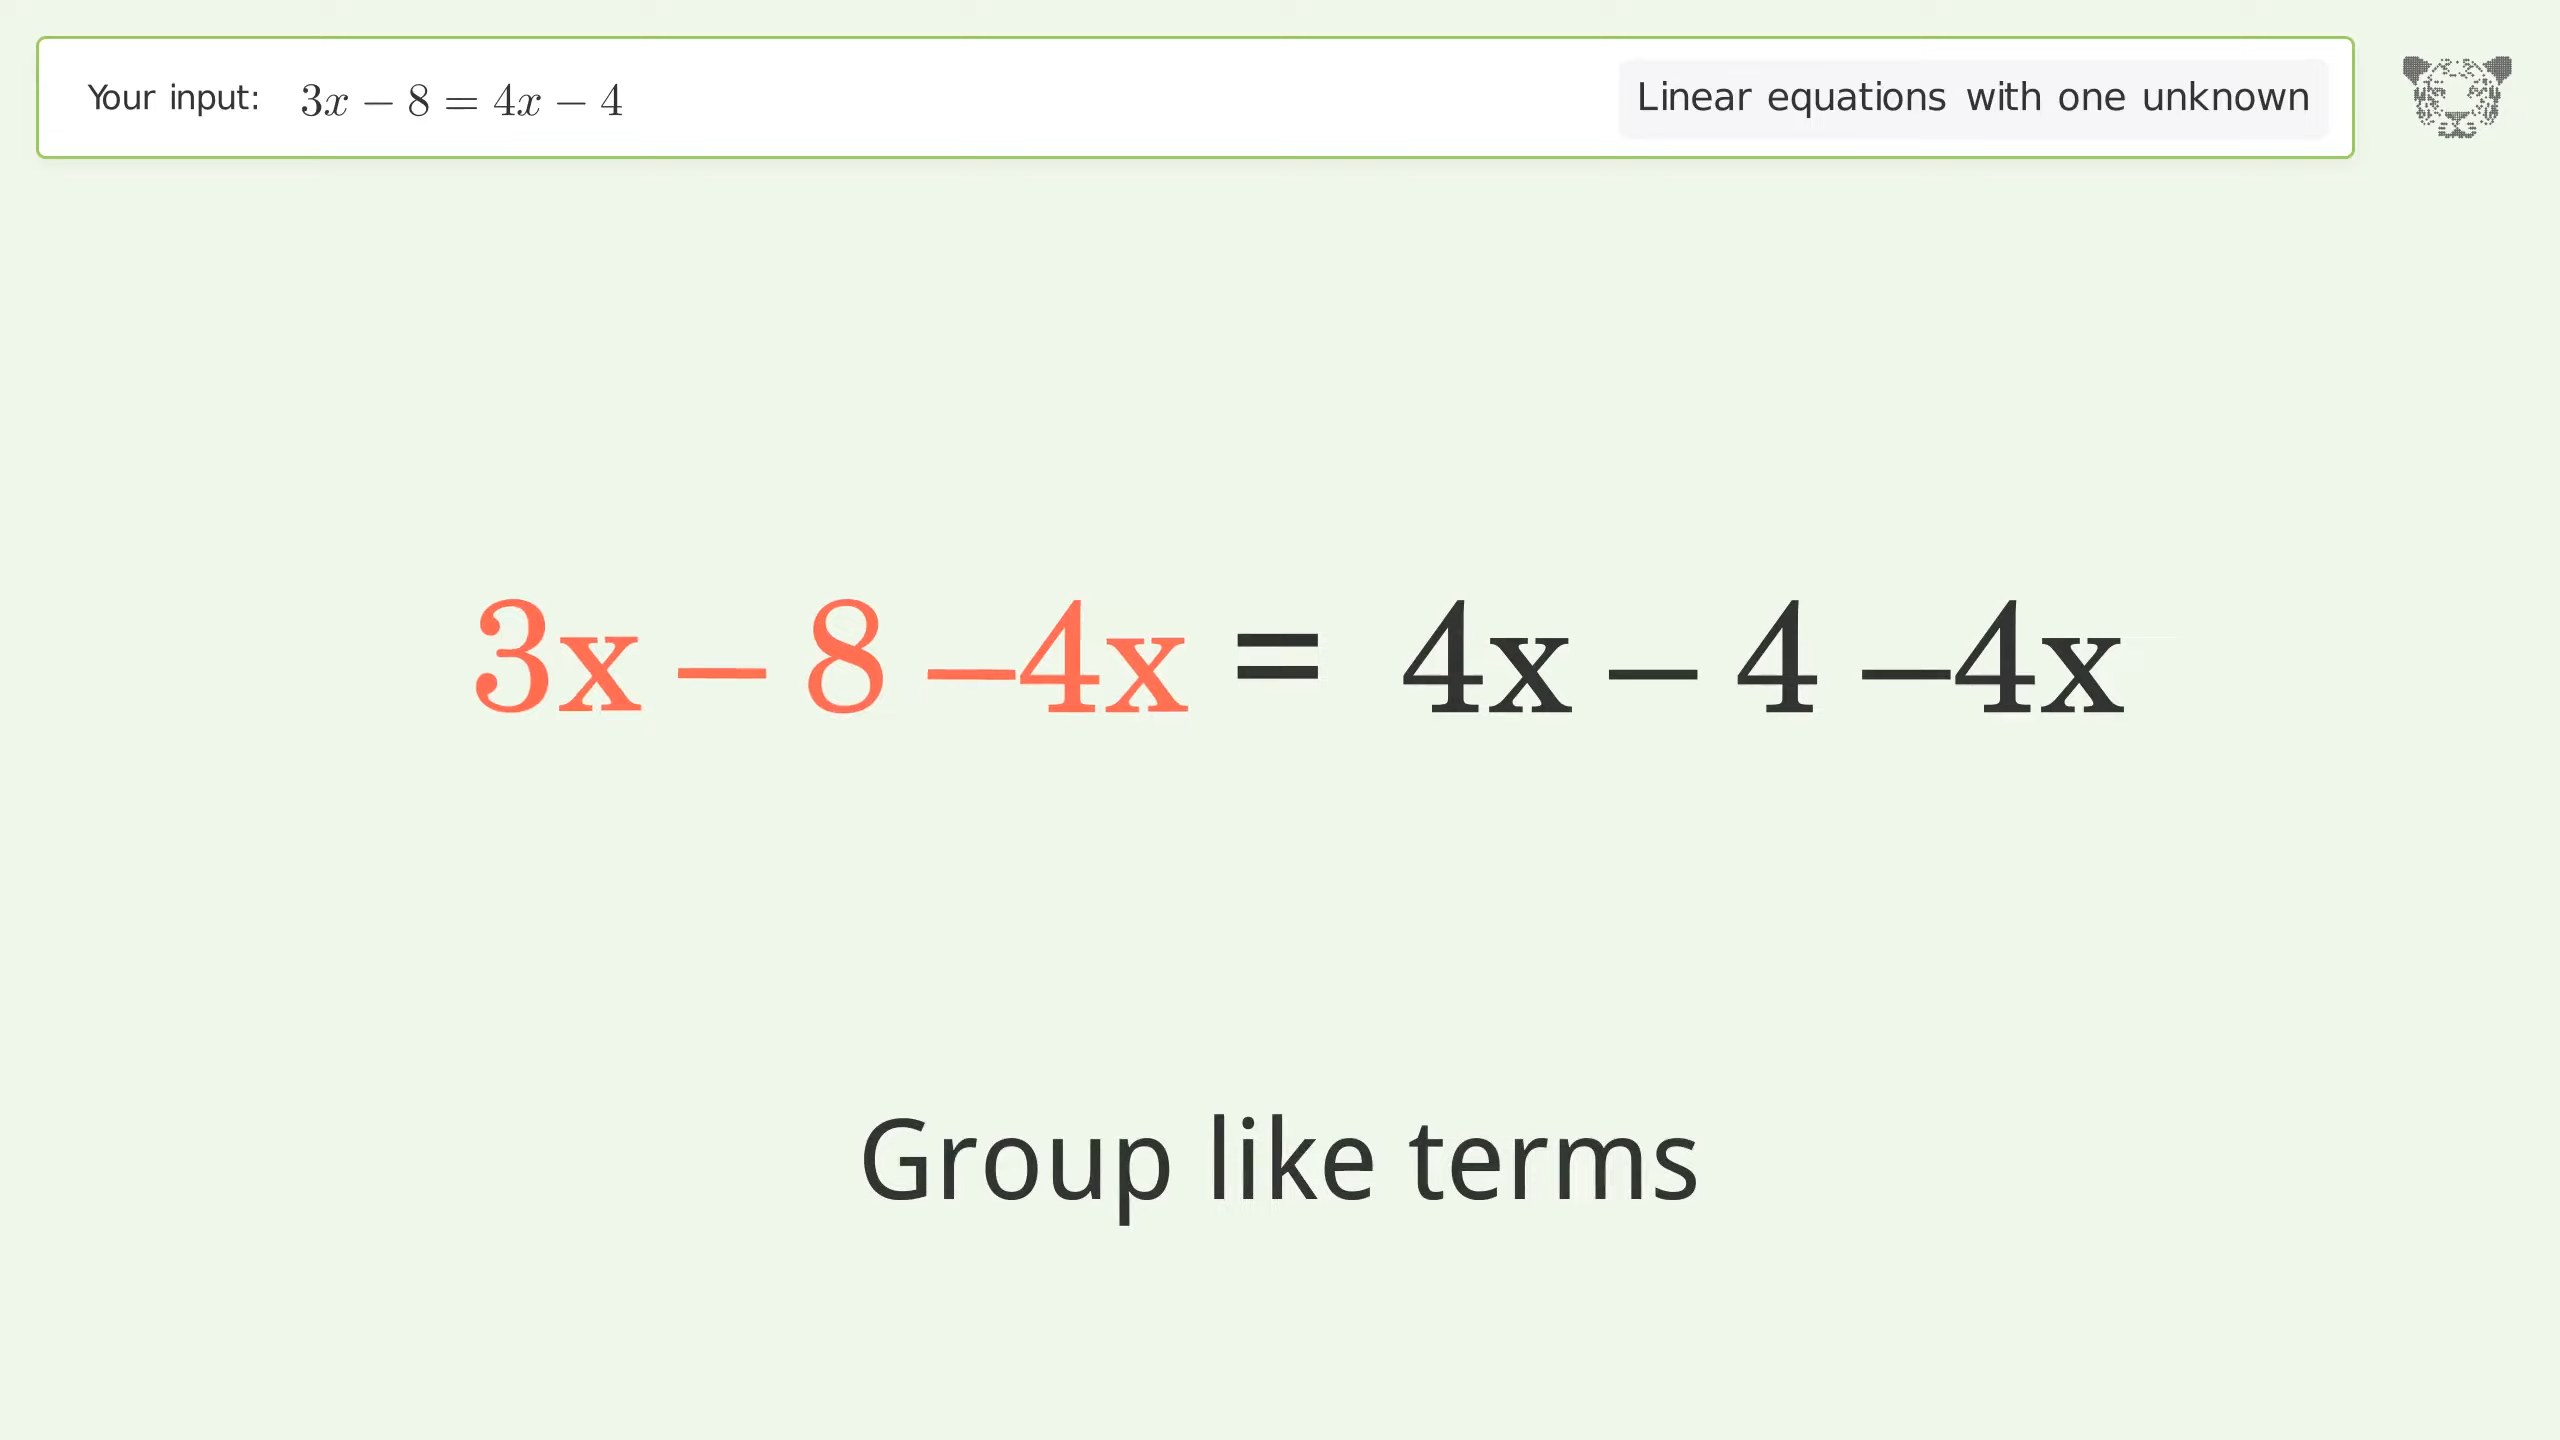 Your input: 3x − 8 = 4x − 4
Linear equations with one unknown
3x − 8 −4x = 4x − 4 −4x
Group like terms